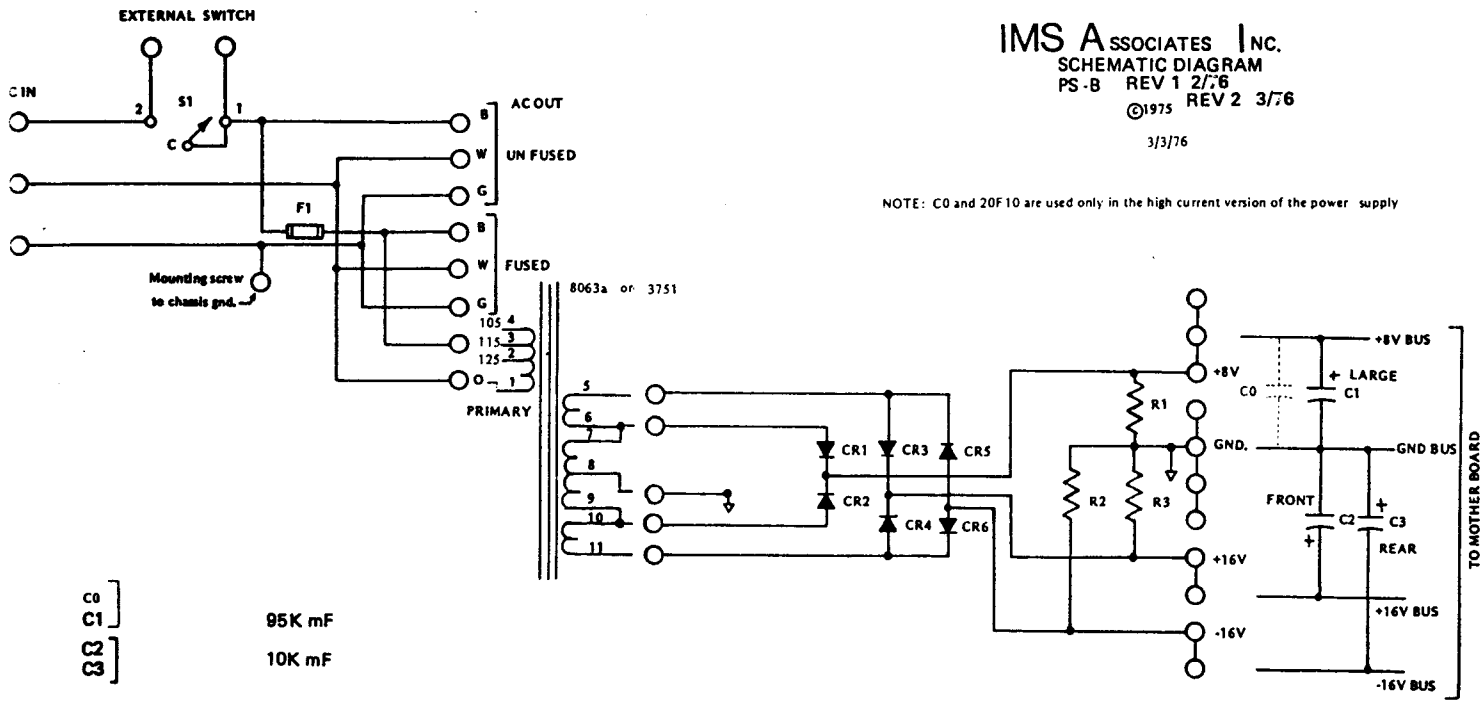 EXTERNAL SWITCH
IMS ASSOCIATES INC.
SCHEMATIC DIAGRAM
PS-B REV 1 2/76
©1975 REV 2 3/76
3/3/76
NOTE: C0 and 20F10 are used only in the high current version of the power supply
C IN
2
S1
1
C
AC OUT
B
W
UN FUSED
G
F1
B
W
FUSED
G
Mounting screw
to chamis gnd.
8063a or 3751
105 4
115 3
125 2
O
1
PRIMARY
5
6
7
8
9
10
11
CR1
CR3
CR5
CR2
CR4
CR6
R1
R2
R3
+8V
GND.
+16V
-16V
+8V BUS
C0
+ LARGE
C1
GND BUS
FRONT
C2
+
+
C3
REAR
+16V BUS
-16V BUS
TO MOTHER BOARD
C0
C1
95K mF
C2
C3
10K mF